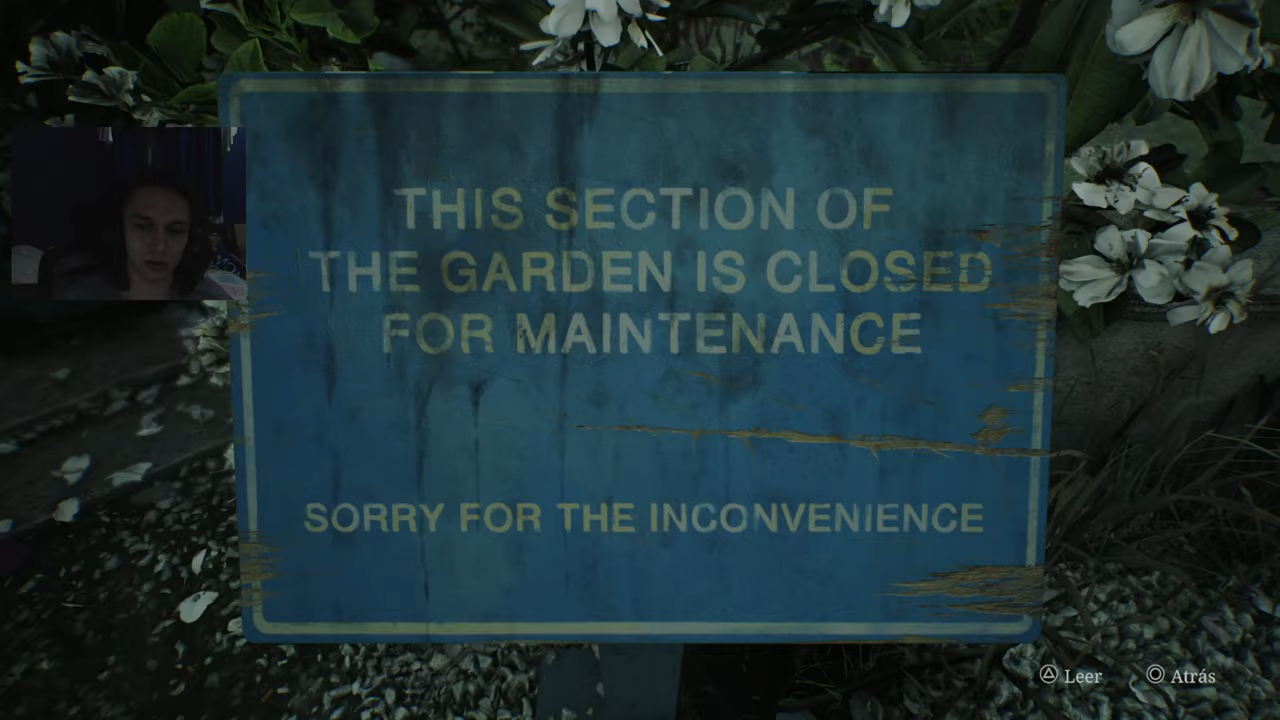 THIS SECTION OF
THE GARDEN IS CLOSED
FOR MAINTENANCE
SORRY FOR THE INCONVENIENCE
Leer Atrás